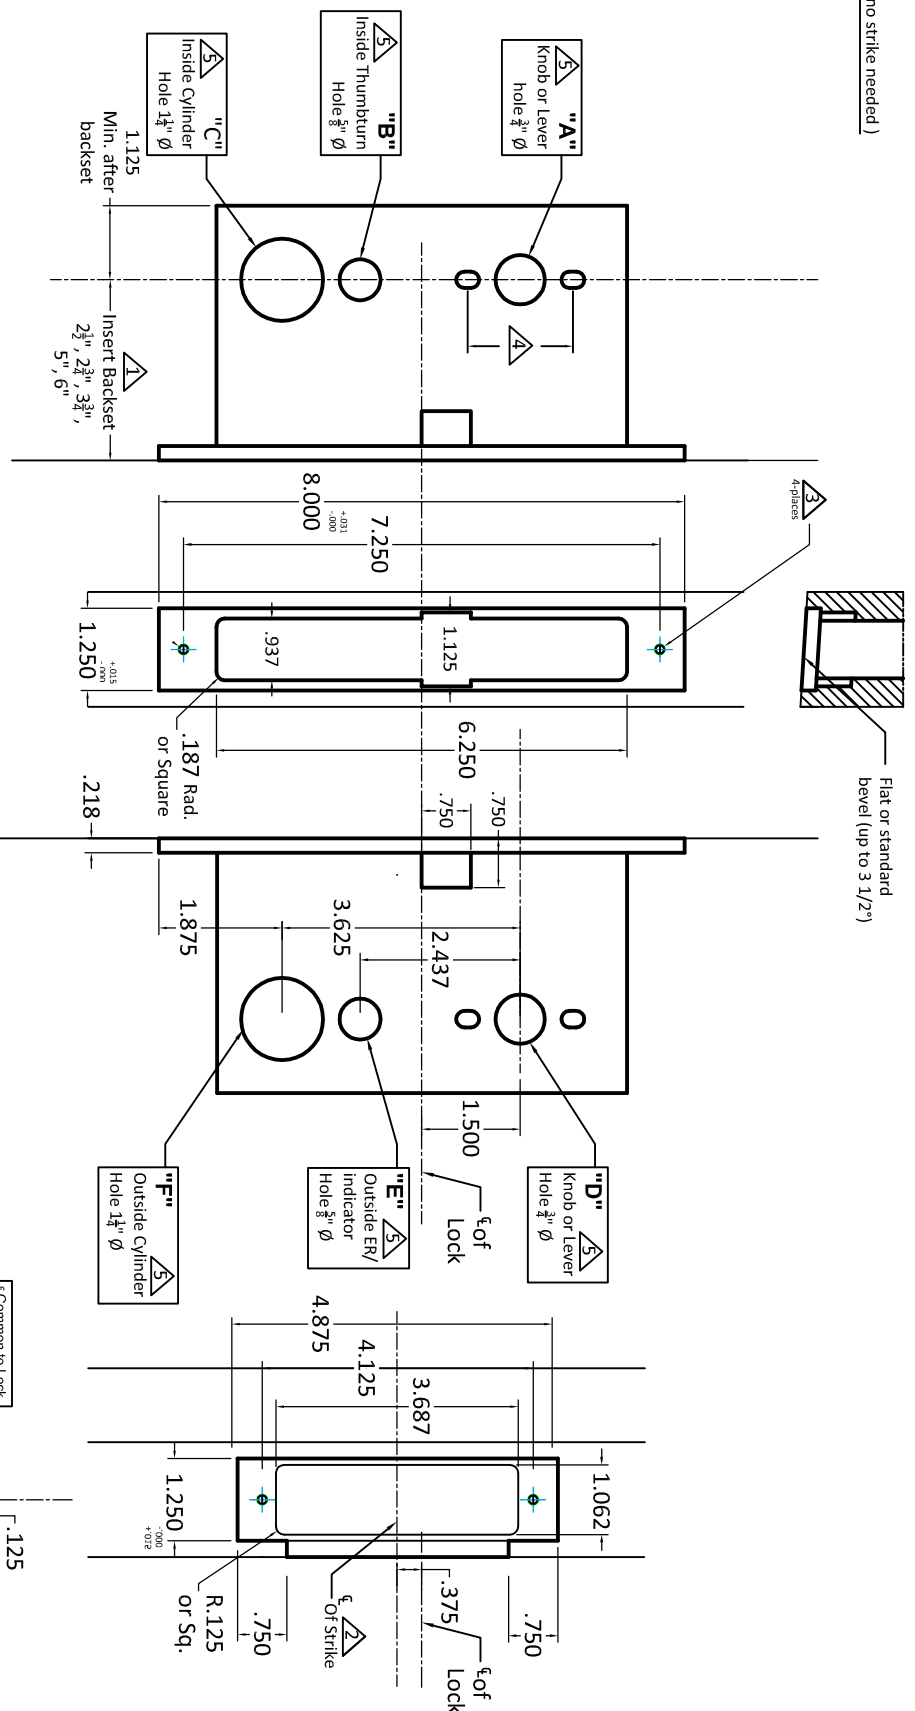 no strike needed )
"A"
Knob or Lever
hole 3/4" Ø
5
"B"
Inside Thumbturn
Hole 5/8" Ø
5
"C"
Inside Cylinder
Hole 1 1/4" Ø
5
1.125
Min. after
backset
Insert Backset
2 1/2", 2 3/4", 3 3/4",
5", 6"
1
4
3
4-places
8.000 +.031
-.000
7.250
1.250 +.015
-.000
.937
1.125
.187 Rad.
or Square
6.250
Flat or standard
bevel (up to 3 1/2°)
.218
.750
.750
1.875
3.625
2.437
1.500
℄ of
Lock
"D"
Knob or Lever
Hole 3/4" Ø
5
"E"
Outside ER/
indicator
Hole 5/8" Ø
5
"F"
Outside Cylinder
Hole 1 1/4" Ø
5
4.875
4.125
3.687
1.062
1.250
R.125
or Sq.
.750
.750
.375
℄
Of Strike
2
℄ of
Lock
Common to Lock
.125